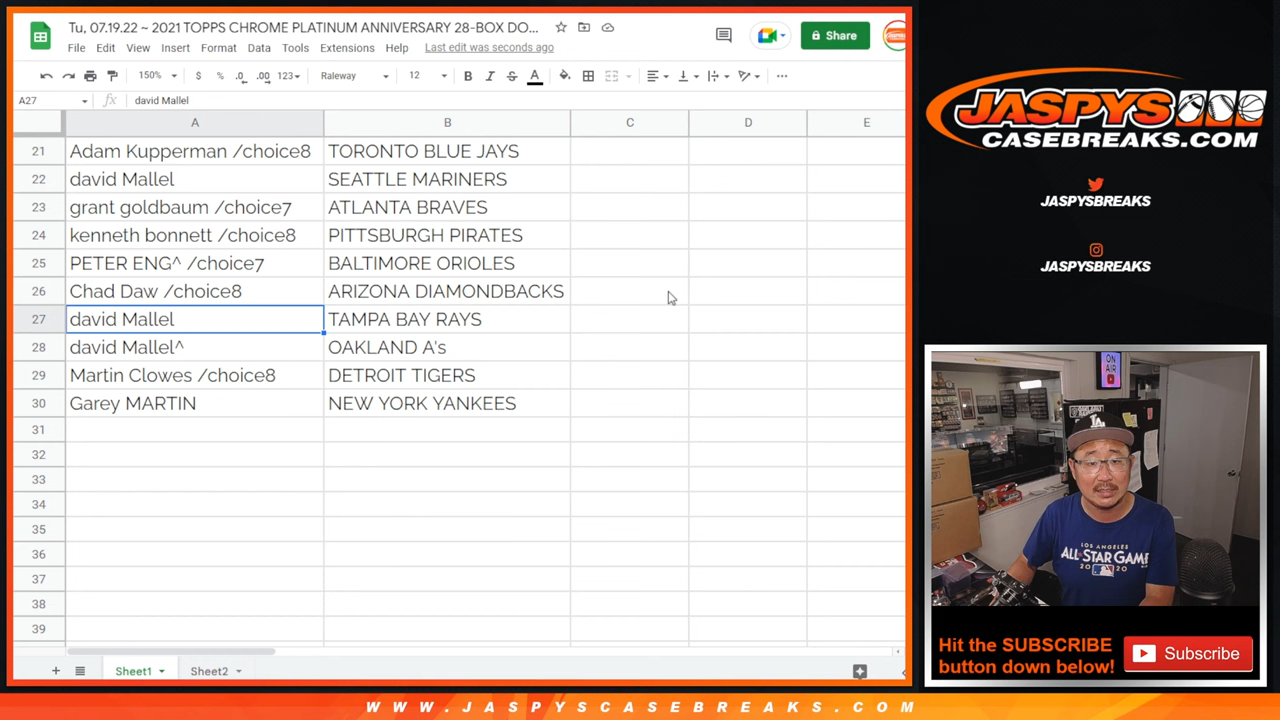 Tu, 07.19.22 ~ 2021 TOPPS CHROME PLATINUM ANNIVERSARY 28-BOX DO...
File Edit View Insert Format Data Tools Extensions Help Last edit was seconds ago
Share
150% $ % .0 .00 123 Raleway 12 B I S A
A27 fx david Mallel
A B C D E
21 Adam Kupperman /choice8 TORONTO BLUE JAYS
22 david Mallel SEATTLE MARINERS
23 grant goldbaum /choice7 ATLANTA BRAVES
24 kenneth bonnett /choice8 PITTSBURGH PIRATES
25 PETER ENG^ /choice7 BALTIMORE ORIOLES
26 Chad Daw /choice8 ARIZONA DIAMONDBACKS
27 david Mallel TAMPA BAY RAYS
28 david Mallel^ OAKLAND A's
29 Martin Clowes /choice8 DETROIT TIGERS
30 Garey MARTIN NEW YORK YANKEES
31
32
33
34
35
36
37
38
39
Sheet1 Sheet2
JASPYS
CASEBREAKS.COM
JASPYSBREAKS
JASPYSBREAKS
ON
AIR
LA
LOS ANGELES
ALL STAR GAME
2020
Hit the SUBSCRIBE
button down below!
Subscribe
WWW.JASPYSCASEBREAKS.COM